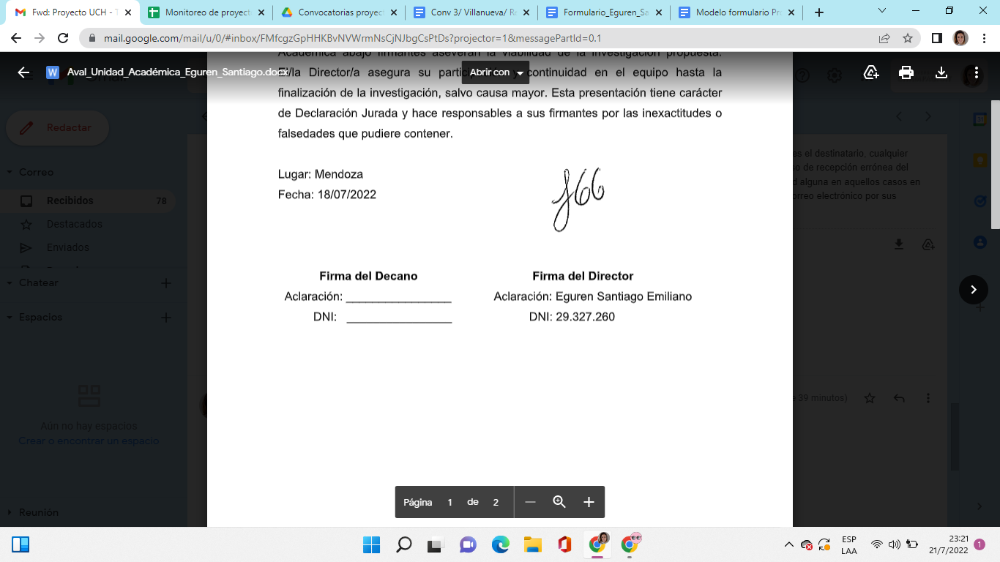 Fwd: Proyecto UCH - T
Monitoreo de proyect
Convocatorias proyec
Conv 3/ Villanueva/ R
Formulario_Eguren_Sa
Modelo formulario Pr
mail.google.com/mail/u/0/#inbox/FMfcgzGpHHKBvNVWrmNsCjNJbgCsPtDs?projector=1&messagePartId=0.1
Académica abajo firmantes aseveran la viabilidad de la investigación propuesta.
W Aval_Unidad_Académica_Eguren_Santiago.docx
Abrir con
El/la Director/a asegura su y continuidad en el equipo hasta la
finalización de la investigación, salvo causa mayor. Esta presentación tiene carácter
de Declaración Jurada y hace responsables a sus firmantes por las inexactitudes o
falsedades que pudiere contener.
Redactar
Correo
Recibidos 78
Destacados
Enviados
Chatear
Espacios
Aún no hay espacios
Crear o encontrar un espacio
Reunión
Lugar: Mendoza
Fecha: 18/07/2022
Firma del Decano
Aclaración: ________________
DNI: ________________
Firma del Director
Aclaración: Eguren Santiago Emiliano
DNI: 29.327.260
es el destinatario, cualquier
o de recepción errónea del
d alguna en aquellos casos en
orreo electrónico por sus
39 minutos)
Página 1 de 2
ESP
LAA
23:21
21/7/2022
1